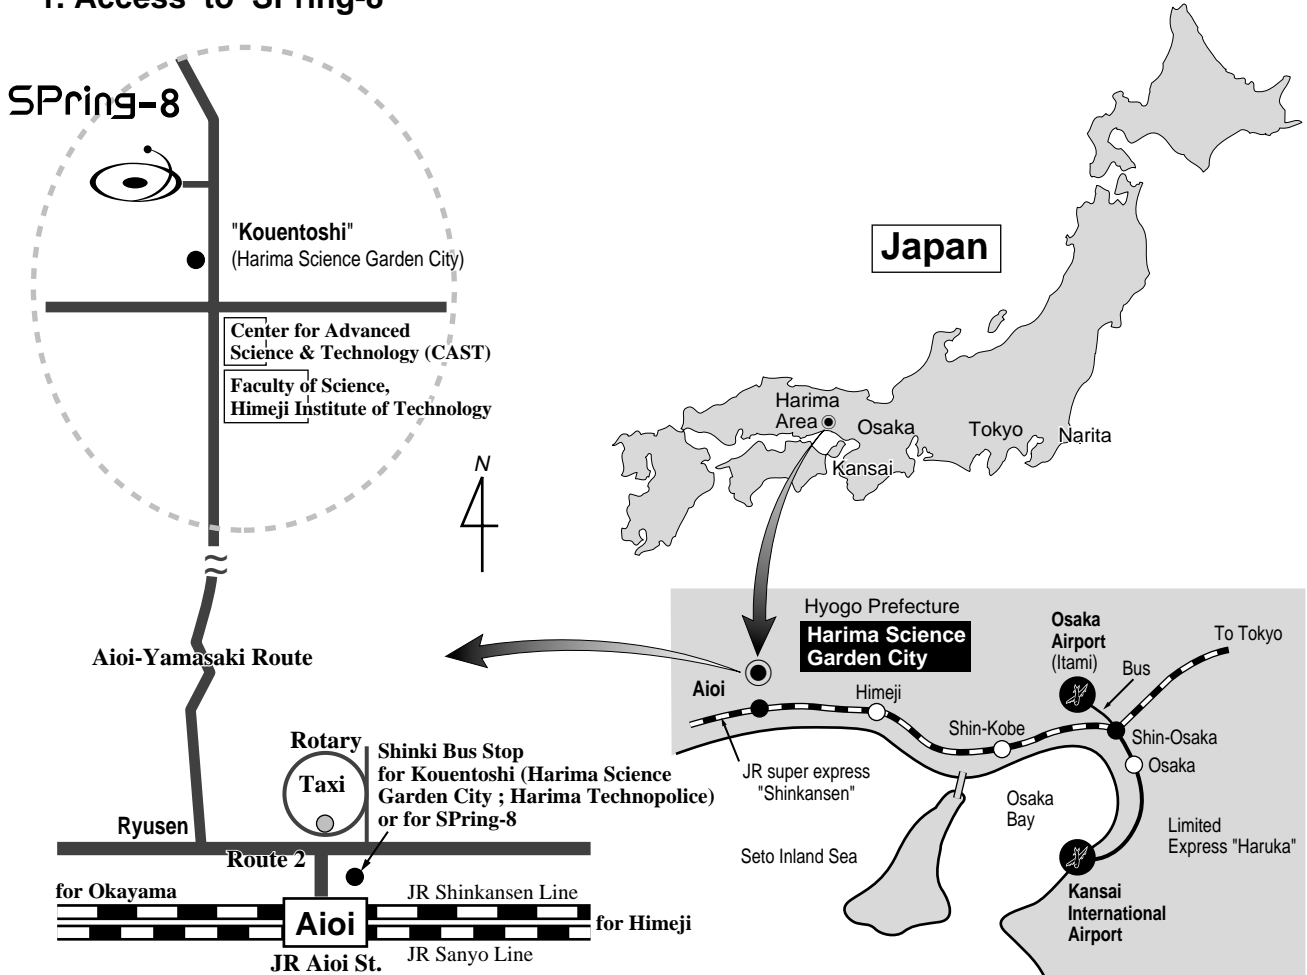 1. Access to SPring-8
SPring-8
"Kouentoshi"
(Harima Science Garden City)
Center for Advanced
Science & Technology (CAST)
Faculty of Science,
Himeji Institute of Technology
N
Aioi-Yamasaki Route
Rotary
Taxi
Shinki Bus Stop
for Kouentoshi (Harima Science
Garden City ; Harima Technopolice)
or for SPring-8
Ryusen
Route 2
for Okayama
JR Shinkansen Line
Aioi
for Himeji
JR Sanyo Line
JR Aioi St.
Japan
Harima
Area
Osaka
Tokyo
Narita
Kansai
Hyogo Prefecture
Harima Science
Garden City
Osaka
Airport
(Itami)
To Tokyo
Bus
Aioi
Himeji
Shin-Kobe
Shin-Osaka
Osaka
JR super express
"Shinkansen"
Osaka
Bay
Limited
Express "Haruka"
Seto Inland Sea
Kansai
International
Airport